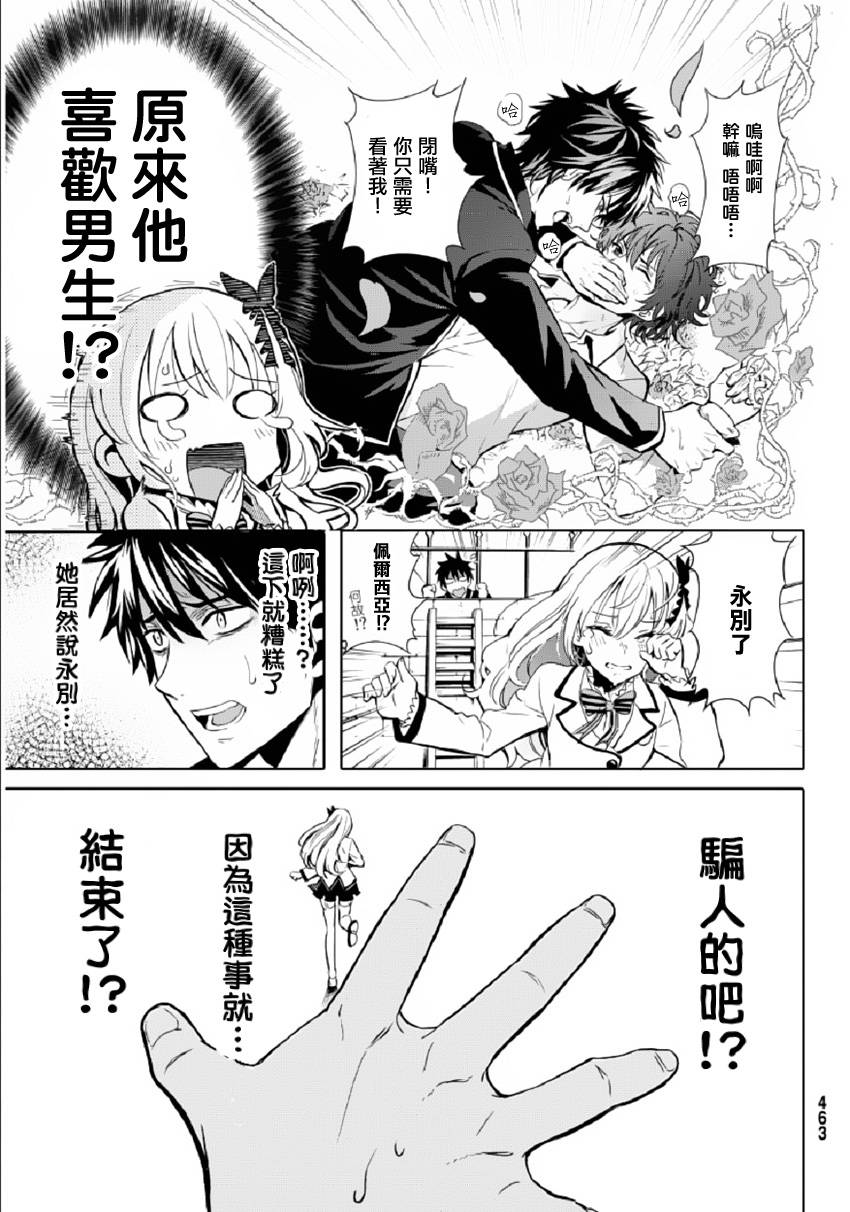 嗚哇啊啊
幹嘛 唔唔唔…
哈
閉嘴！
你只需要
看著我！
哈
哈
原來他
喜歡男生!?
永別了
佩爾西亞!?
何故!?
啊咧……？
這下就糟糕了
她居然說永別…
騙人的吧!?
因為這種事就…
結束了!?
463